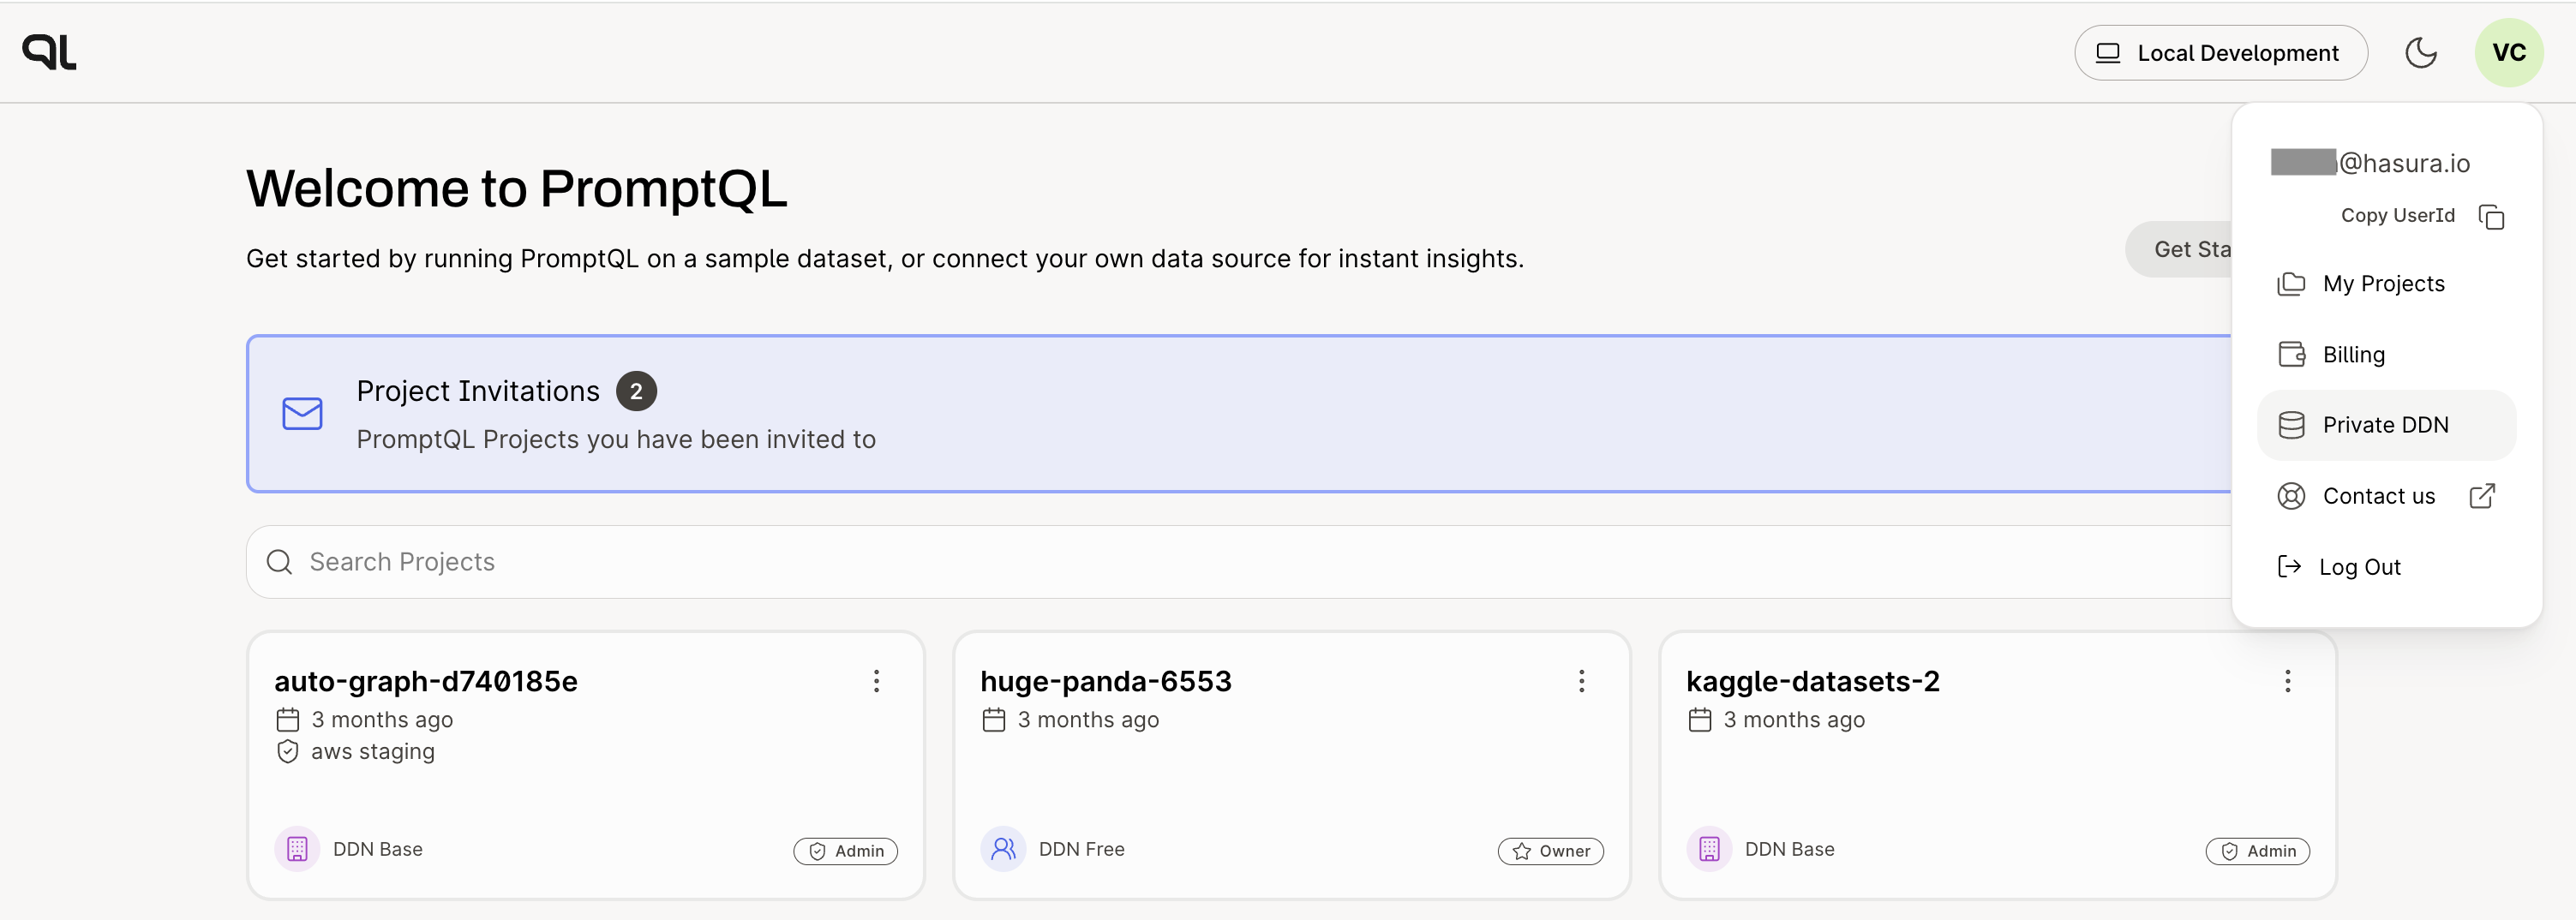 QL
Local Development
VC
@hasura.io
Copy UserId
My Projects
Billing
Private DDN
Contact us
Log Out
Welcome to PromptQL
Get started by running PromptQL on a sample dataset, or connect your own data source for instant insights.
Get Sta
Project Invitations 2
PromptQL Projects you have been invited to
Search Projects
auto-graph-d740185e
3 months ago
aws staging
DDN Base
Admin
huge-panda-6553
3 months ago
DDN Free
Owner
kaggle-datasets-2
3 months ago
DDN Base
Admin